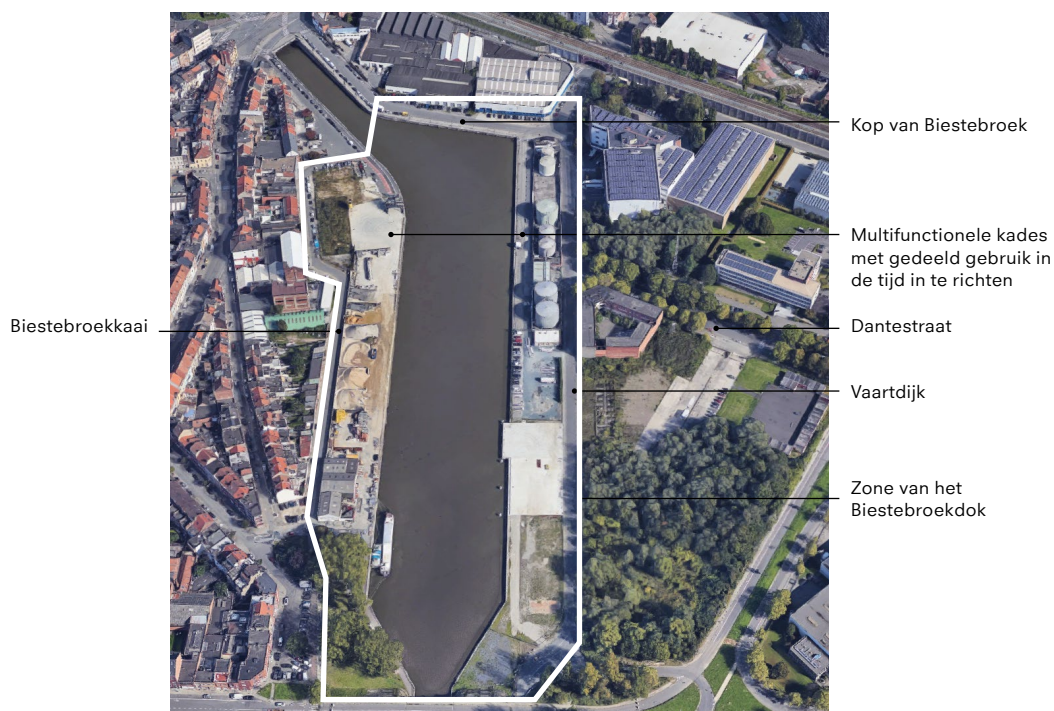 Kop van Biestebroek
Multifunctionele kades
met gedeeld gebruik in
de tijd in te richten
Biestebroekkaai
Dantestraat
Vaartdijk
Zone van het
Biestebroekdok